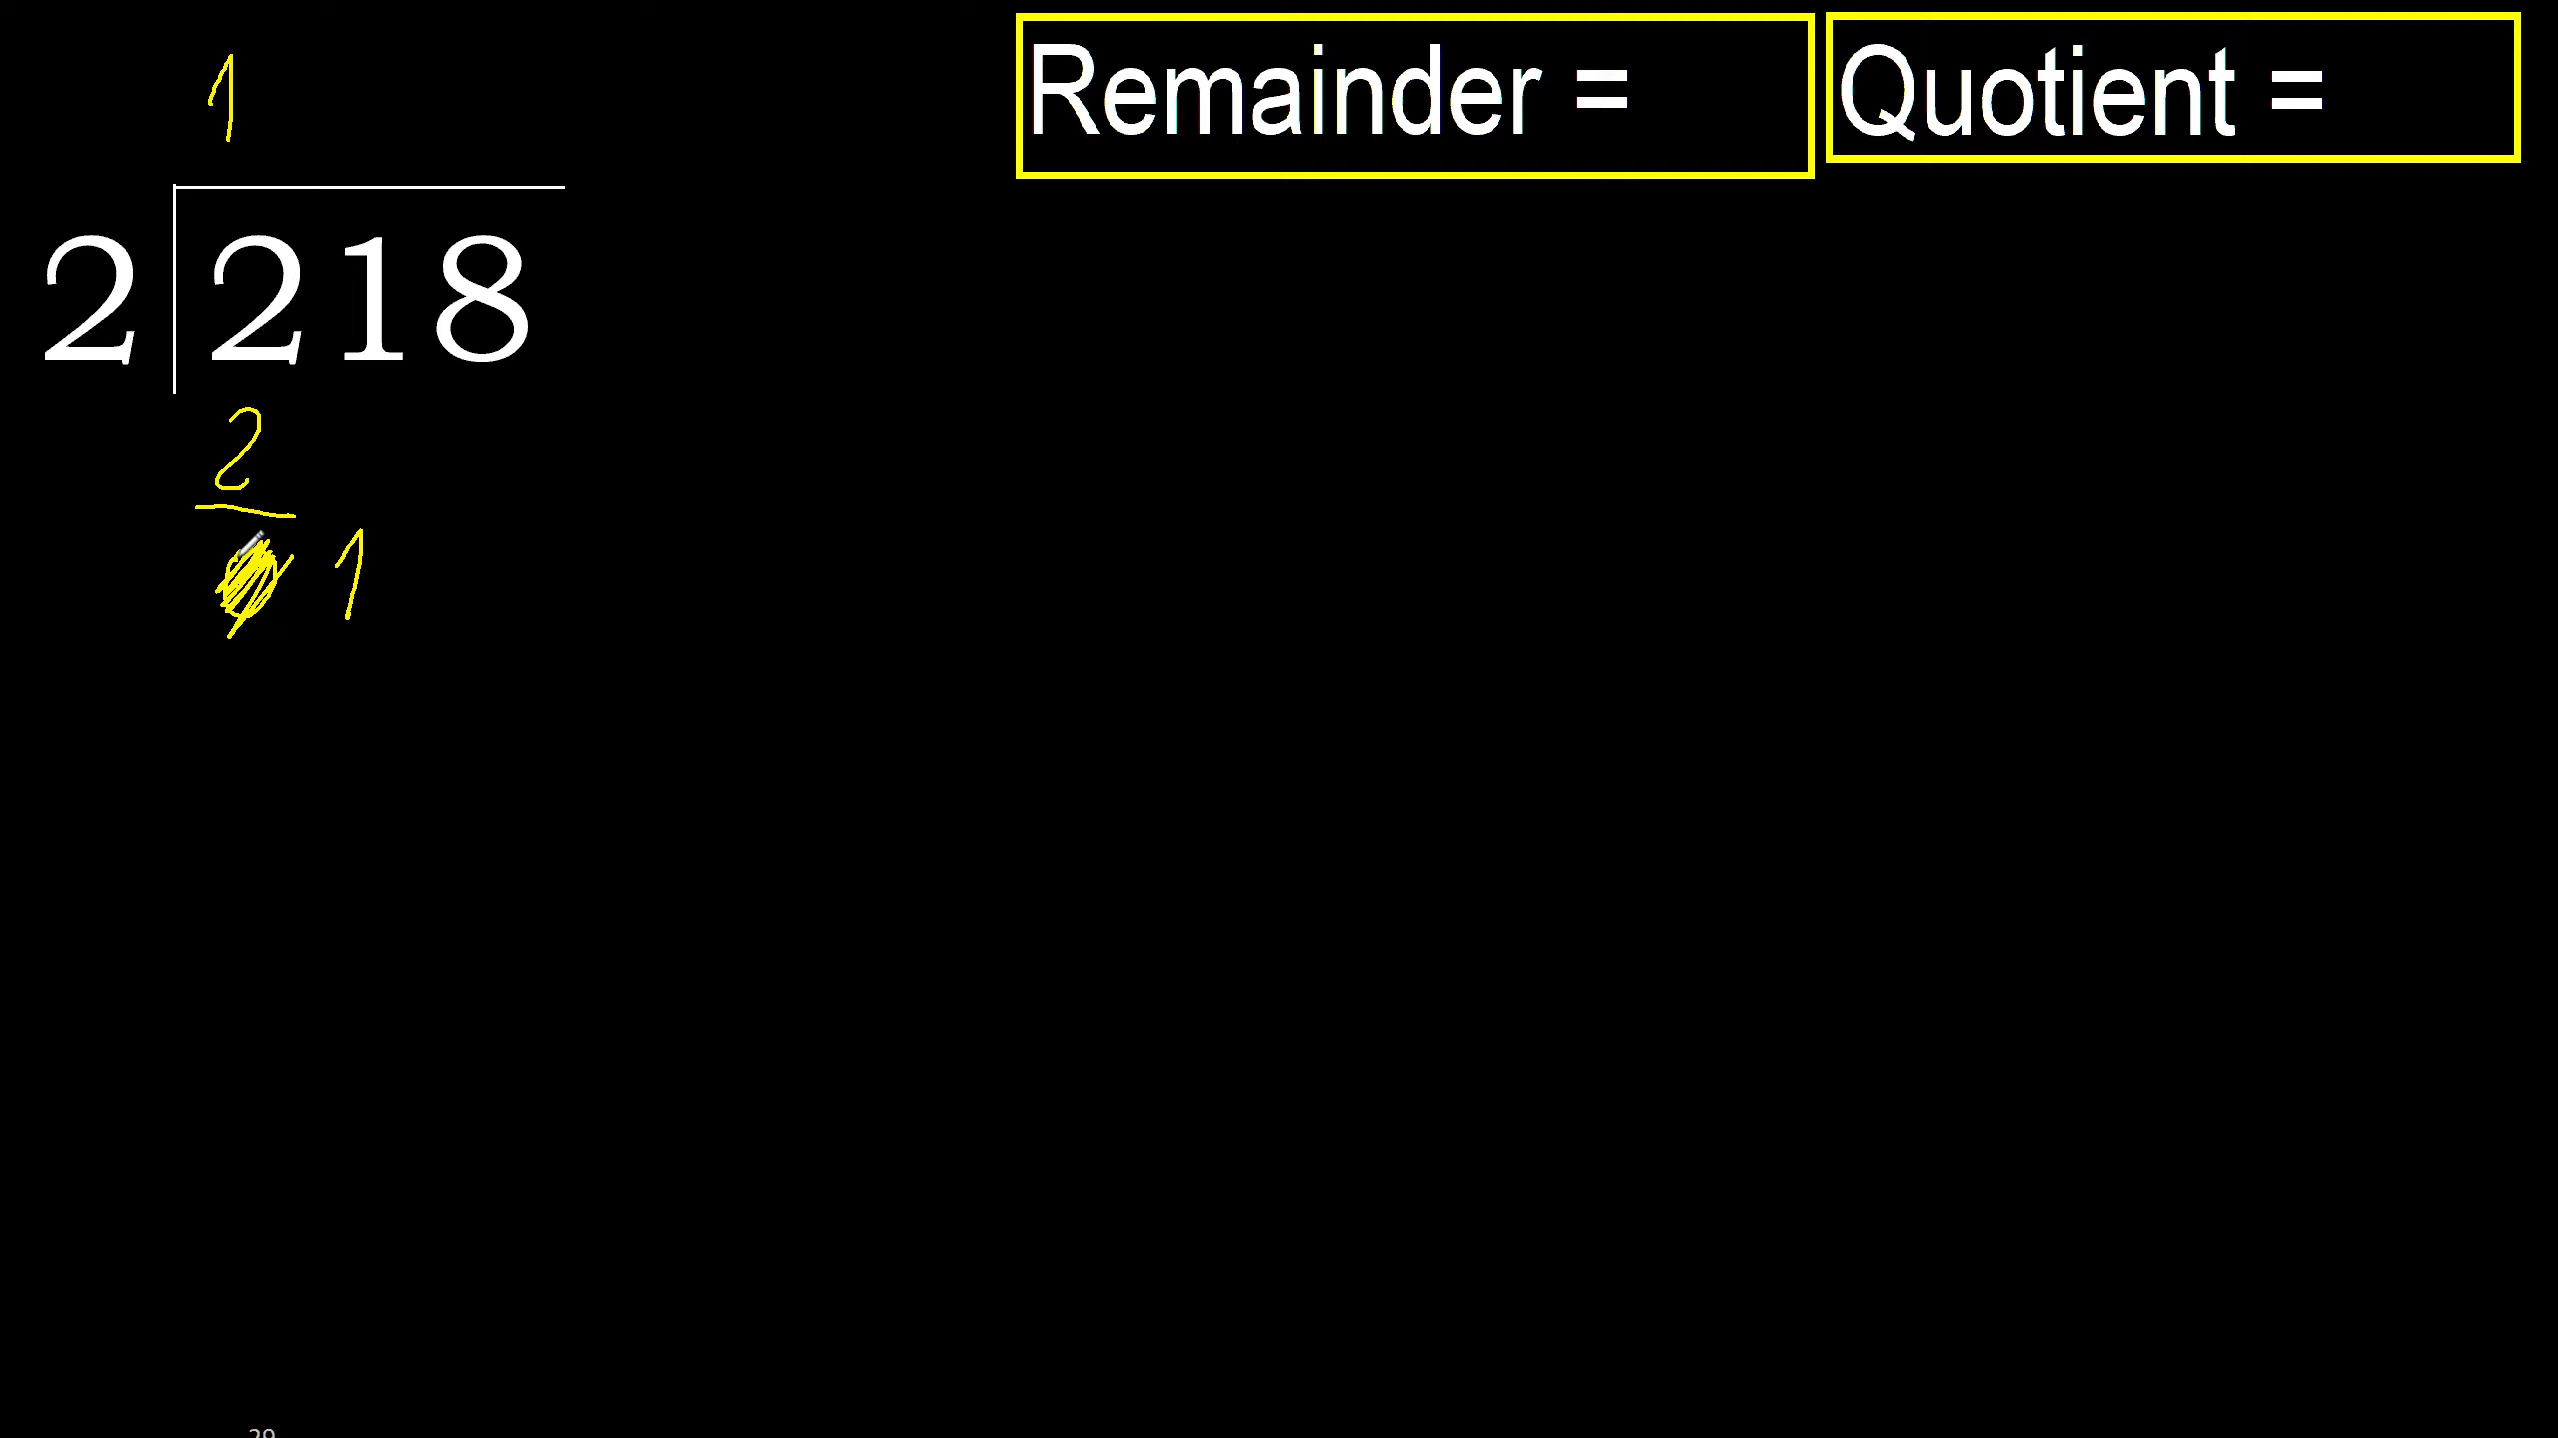 1
Remainder =
Quotient =
2 218
2
1